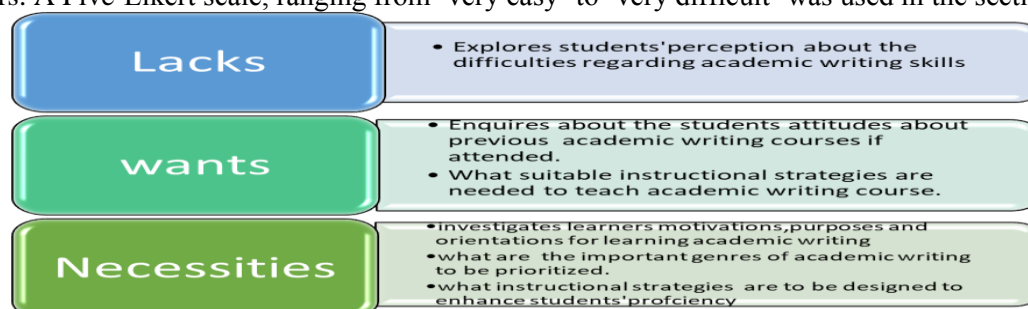 rs. A Five-Likert scale, ranging from "very easy" to "very difficult" was used in the secti
Lacks
• Explores students'perception about the
difficulties regarding academic writing skills
wants
• Enquires about the students attitudes about
previous academic writing courses if
attended.
• What suitable instructional strategies are
needed to teach academic writing course.
Necessities
•investigates learners motivations,purposes and
orientations for learning academic writing
•what are the important genres of academic writing
to be prioritized.
•what instructional strategies are to be designed to
enhance students'profciency